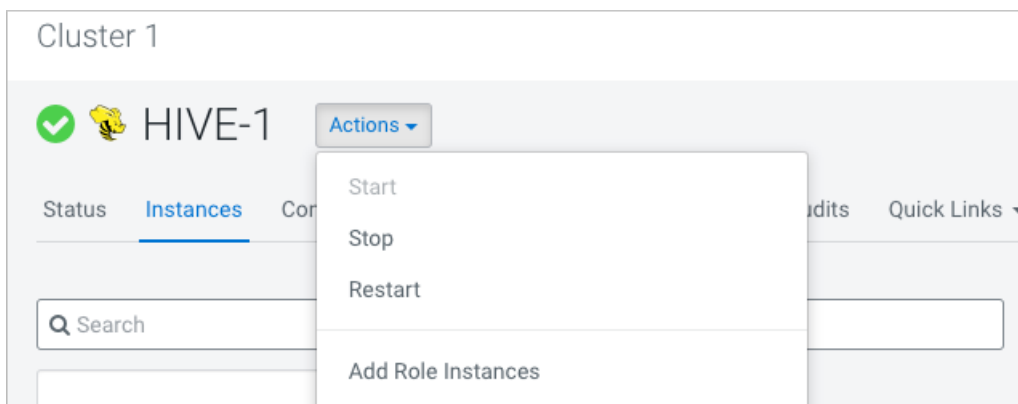 Cluster 1
HIVE-1
Actions
Start
Status Instances
Quick Links
Stop
Restart
Search
Add Role Instances